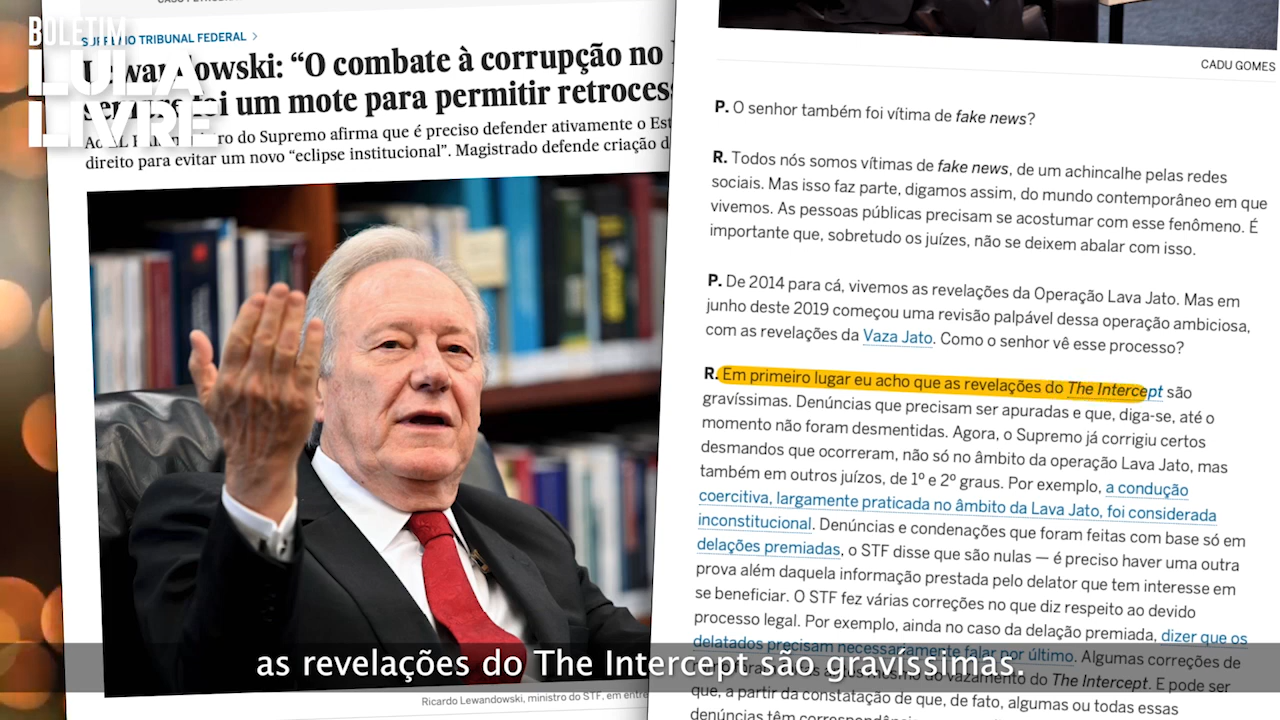 BOLETIM
LULA
LIVRE
TRIBUNAL FEDERAL
“O combate à corrupção no
foi um mote para permitir
do Supremo afirma que é preciso defender ativamente o
direito para evitar um novo “eclipse institucional”. Magistrado defende criação
Ricardo Lewandowski, ministro do STF, em
CADU GOMES
P. O senhor também foi vítima de fake news?
R. Todos nós somos vítimas de fake news, de um achincalhe pelas redes
sociais. Mas isso faz parte, digamos assim, do mundo contemporâneo em que
vivemos. As pessoas públicas precisam se acostumar com esse fenômeno. É
importante que, sobretudo os juízes, não se deixem abalar com isso.
P. De 2014 para cá, vivemos as revelações da Operação Lava Jato. Mas em
junho deste 2019 começou uma revisão palpável dessa operação ambiciosa,
com as revelações da Vaza Jato. Como o senhor vê esse processo?
R. Em primeiro lugar eu acho que as revelações do The Intercept são
gravíssimas. Denúncias que precisam ser apuradas e que, diga-se, até o
momento não foram desmentidas. Agora, o Supremo já corrigiu certos
desmandos que ocorreram, não só no âmbito da operação Lava Jato, mas
também em outros juízos, de 1º e 2º graus. Por exemplo, a condução
coercitiva, largamente praticada no âmbito da Lava Jato, foi considerada
inconstitucional. Denúncias e condenações que foram feitas com base só em
delações premiadas, o STF disse que são nulas — é preciso haver uma outra
prova além daquela informação prestada pelo delator que tem interesse em
se beneficiar. O STF fez várias correções no que diz respeito ao devido
processo legal. Por exemplo, ainda no caso da delação premiada, dizer que os
delatados precisam necessariamente falar por último. Algumas correções de
mesmo do vazamento do The Intercept. E pode ser
que, a partir da constatação de que, de fato, algumas ou todas essas
denúncias têm
as revelações do The Intercept são gravíssimas.